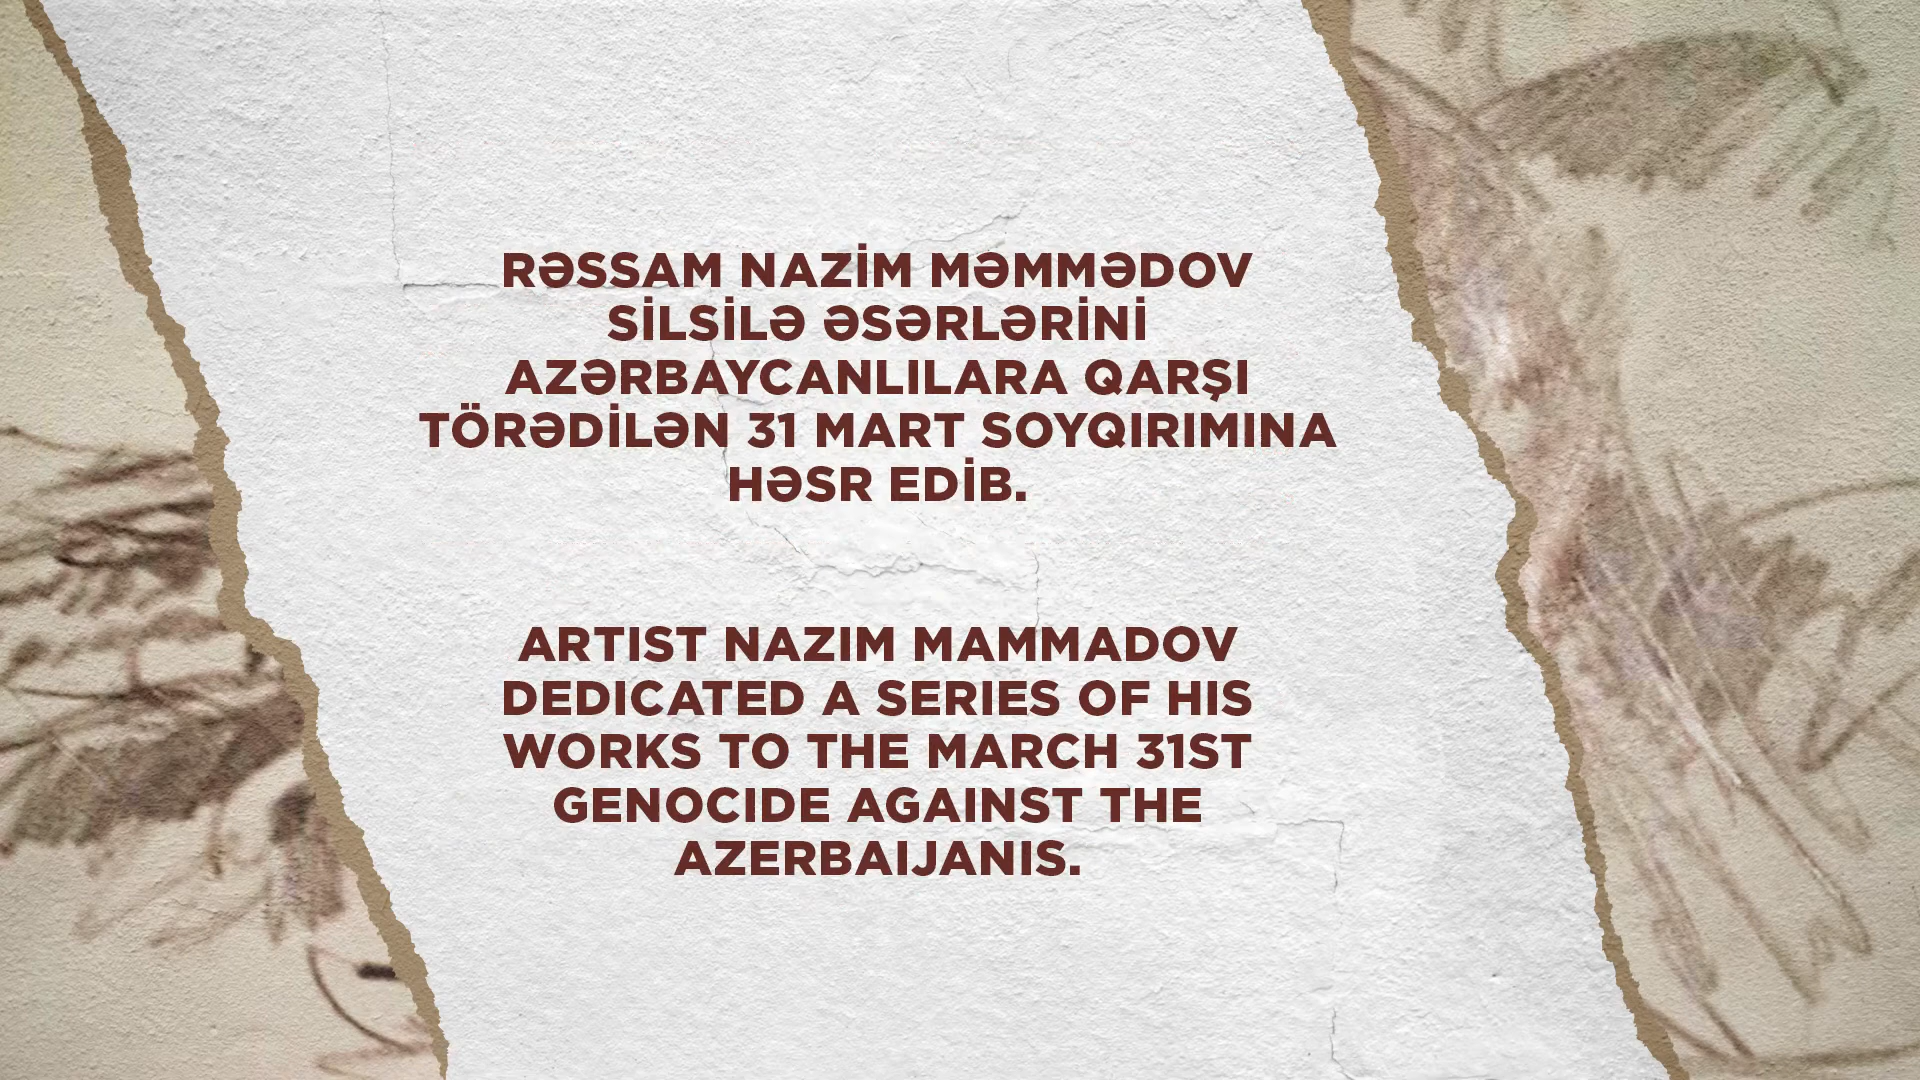 RƏSSAM NAZİM MƏMMƏDOV
SİLSİLƏ ƏSƏRLƏRİNİ
AZƏRBAYCANLILARA QARŞI
TÖRƏDİLƏN 31 MART SOYQIRIMINA
HƏSR EDİB.
ARTIST NAZIM MAMMADOV
DEDICATED A SERIES OF HIS
WORKS TO THE MARCH 31ST
GENOCIDE AGAINST THE
AZERBAIJANIS.